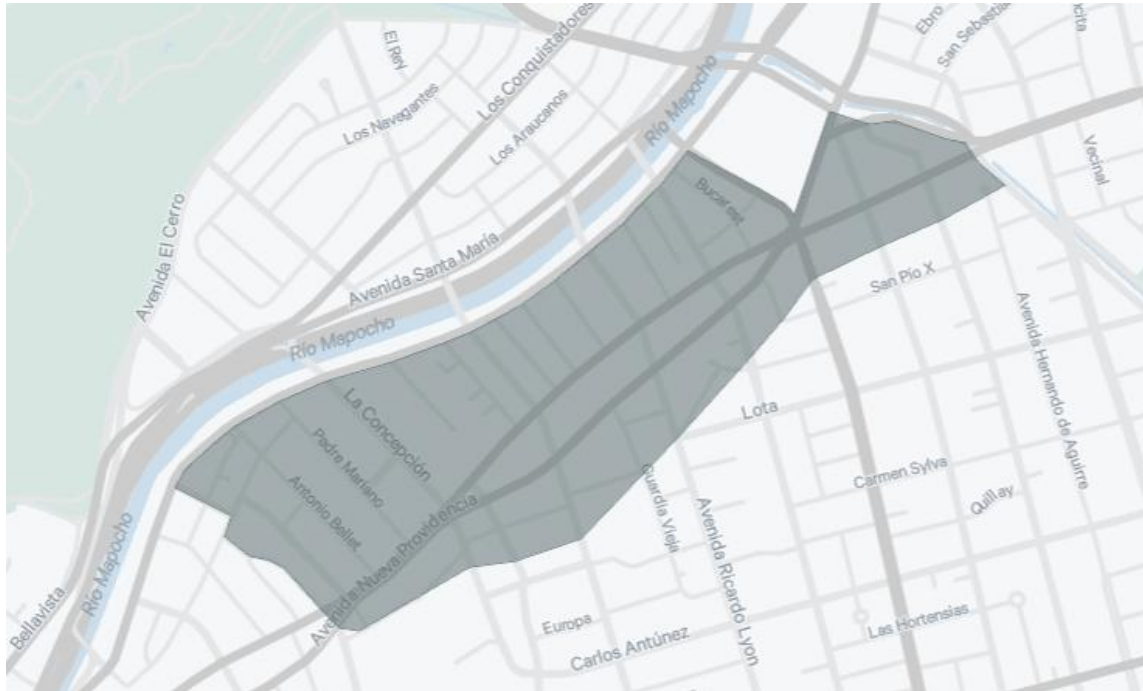 El Rey
Los Conquistadores
Ebro
San Sebastia
cita
Los Navegantes
Los Araucanos
Río Mapocho
Vecinal
Bucarest
Avenida El Cerro
Avenida Santa María
San Pío X
Río Mapocho
Avenida Hernando de Aguirre
La Concepción
Lota
Padre Mariano
Carmen Sylva
Antonio Bellet
Guardia Vieja
Quillay
Avenida Nueva Providencia
Avenida Ricardo Lyon
Río Mapocho
Bellavista
Europa
Las Hortensias
Carlos Antúnez